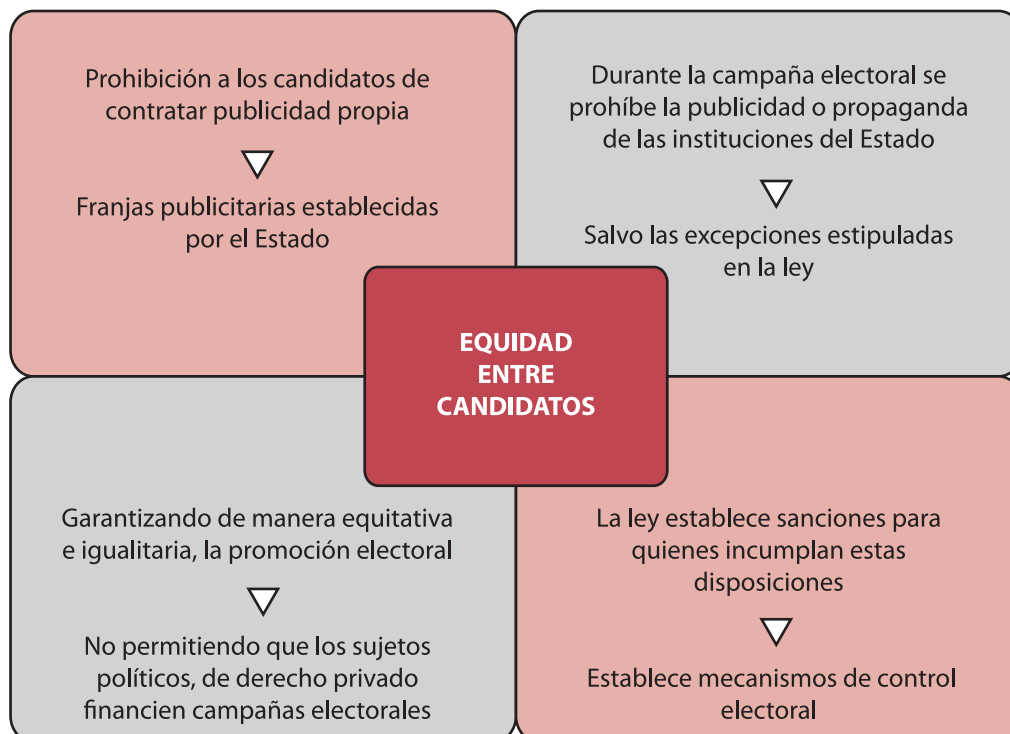 Prohibición a los candidatos de
contratar publicidad propia
Franjas publicitarias establecidas
por el Estado
Durante la campaña electoral se
prohíbe la publicidad o propaganda
de las instituciones del Estado
Salvo las excepciones estipuladas
en la ley
EQUIDAD
ENTRE
CANDIDATOS
Garantizando de manera equitativa
e igualitaria, la promoción electoral
No permitiendo que los sujetos
políticos, de derecho privado
financien campañas electorales
La ley establece sanciones para
quienes incumplan estas
disposiciones
Establece mecanismos de control
electoral